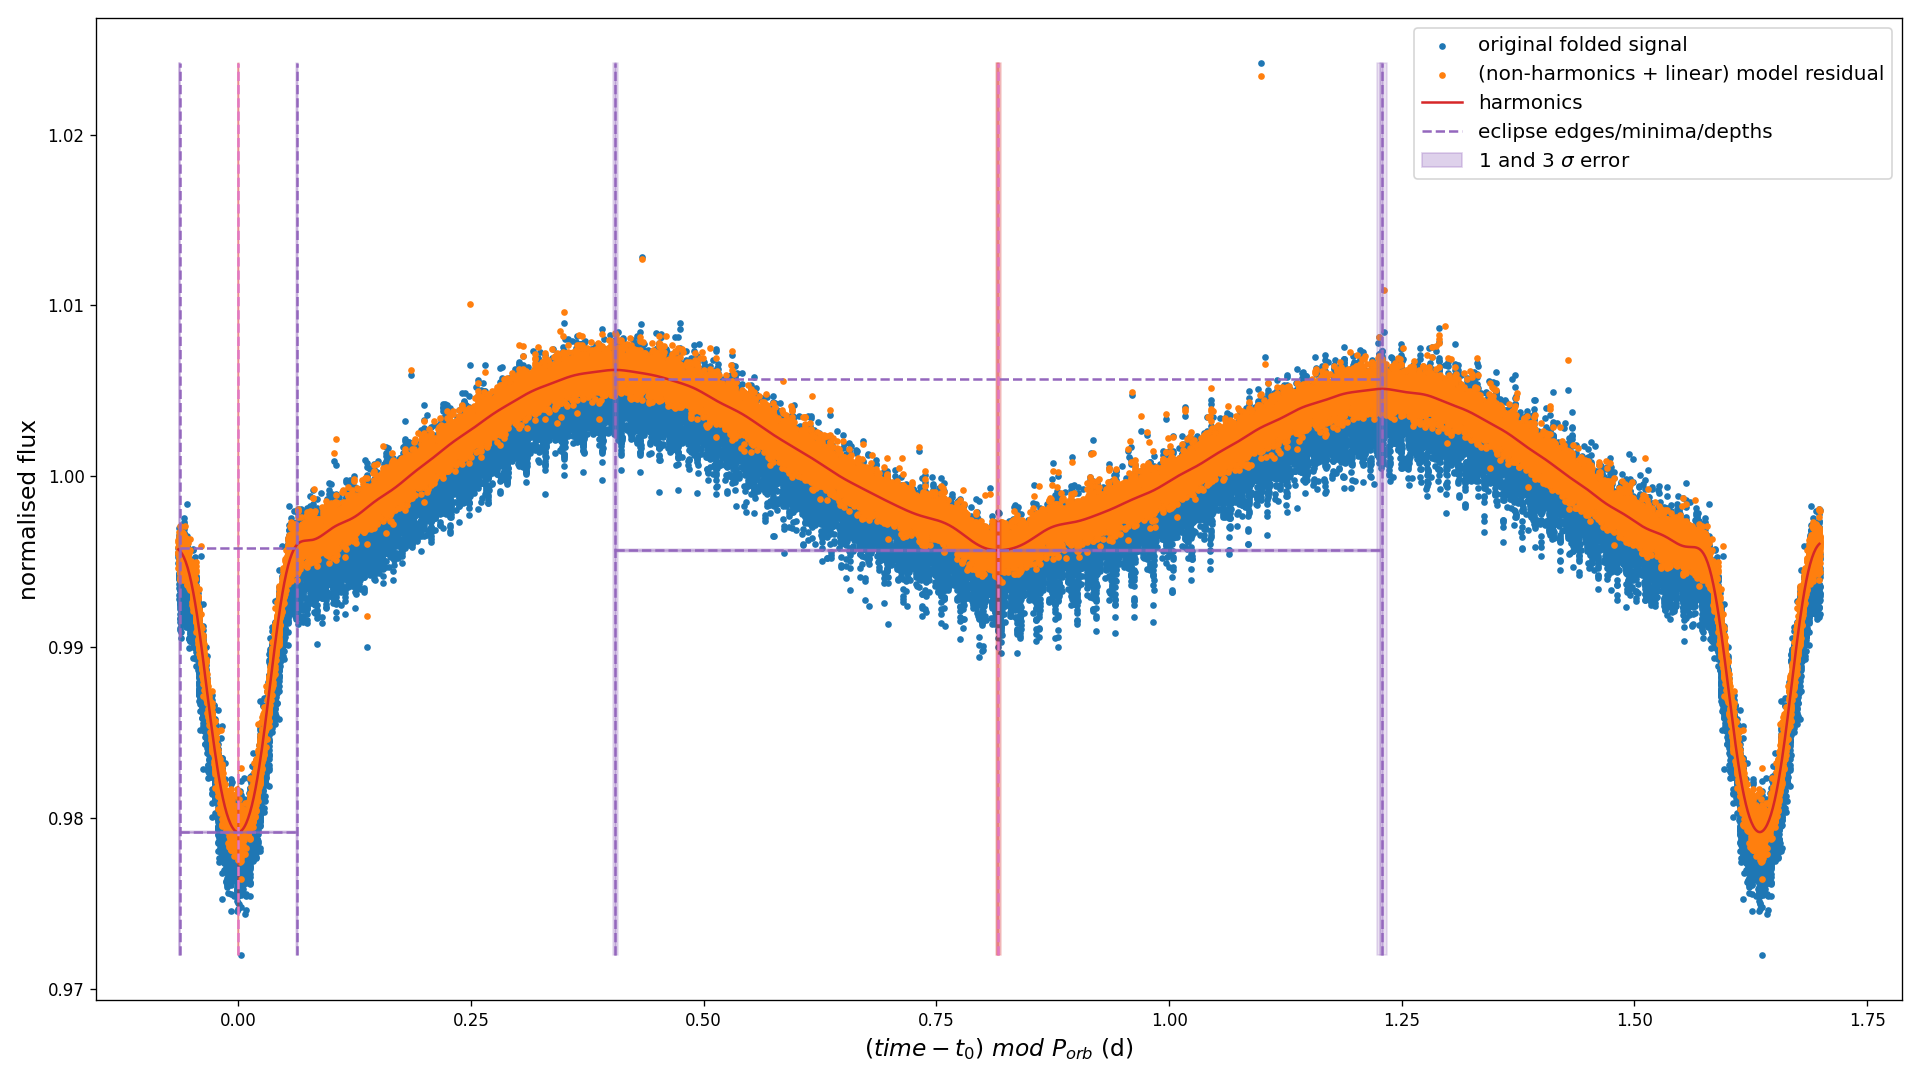 original folded signal
(non-harmonics + linear) model residual
harmonics
eclipse edges/minima/depths
1 and 3 σ error
normalised flux
1.02
1.01
1.00
0.99
0.98
0.97
0.00 0.25 0.50 0.75 1.00 1.25 1.50 1.75
(time − t₀) mod Pₒᵣb (d)